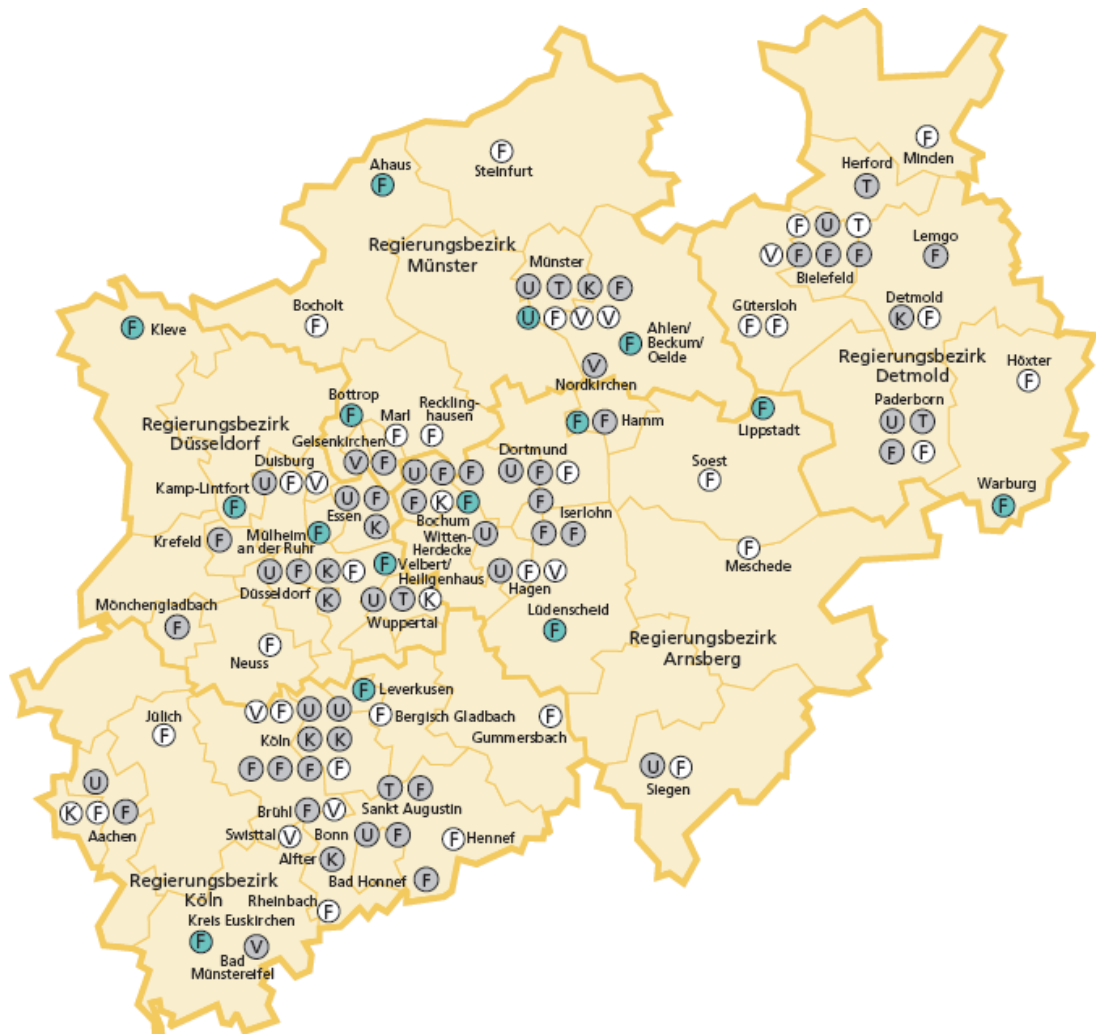 F
Minden
Herford
T
F
Steinfurt
Ahaus
F
F U T
V F F F
Bielefeld
Lemgo
F
Regierungsbezirk
Münster
Münster
U T K F
U F V V
Gütersloh
F F
Detmold
K F
Bocholt
F
F Kleve
F Ahlen/
Beckum/
Oelde
V
Nordkirchen
Regierungsbezirk
Detmold
Höxter
F
Paderborn
U T
F F
Bottrop
F
Marl
F
Reckling-
hausen
F
F F Hamm
F
Lippstadt
Regierungsbezirk
Düsseldorf
Gelsenkirchen
V F
Duisburg
U F V
U F F
F K F
Bochum
Dortmund
U F F
F
Soest
F
Warburg
F
Kamp-Lintfort
F
U F
Essen
K
Witten-
Herdecke
U
Iserlohn
F F
Krefeld F
Mülheim
an der Ruhr
F
F
Meschede
U F K F
Düsseldorf K
F Velbert/
Heiligenhaus
U F V
Hagen
U T K
Wuppertal
Mönchengladbach
F
Lüdenscheid
F
Regierungsbezirk
Arnsberg
F
Neuss
F Leverkusen
F Bergisch Gladbach
F
Gummersbach
Jülich
F
V F U U
Köln K K
F F F F
U F
Siegen
U
K F F
Aachen
T F
Sankt Augustin
Brühl F V
Swisttal V
Bonn U F
F Hennef
Alfter K
Bad Honnef F
Regierungsbezirk
Köln
Rheinbach
F
Kreis Euskirchen
F
V
Bad
Münstereifel